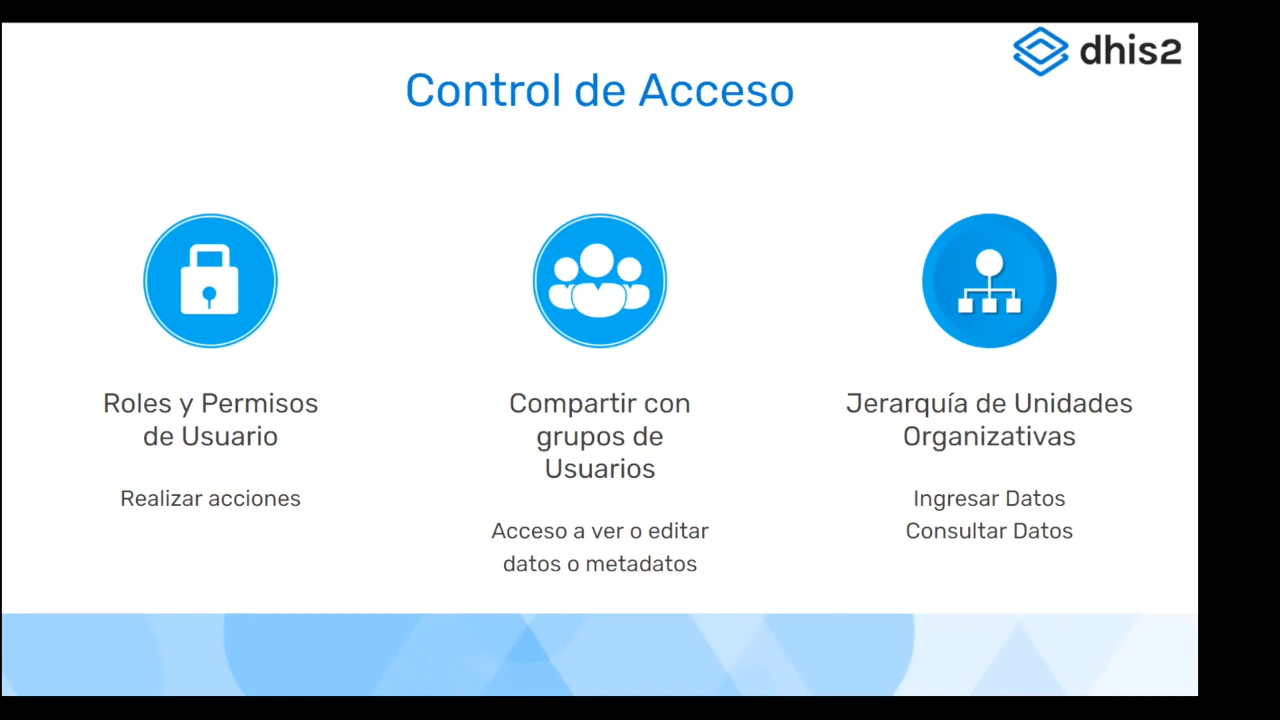 dhis2
Control de Acceso
Roles y Permisos
de Usuario
Realizar acciones
Compartir con
grupos de
Usuarios
Acceso a ver o editar
datos o metadatos
Jerarquía de Unidades
Organizativas
Ingresar Datos
Consultar Datos